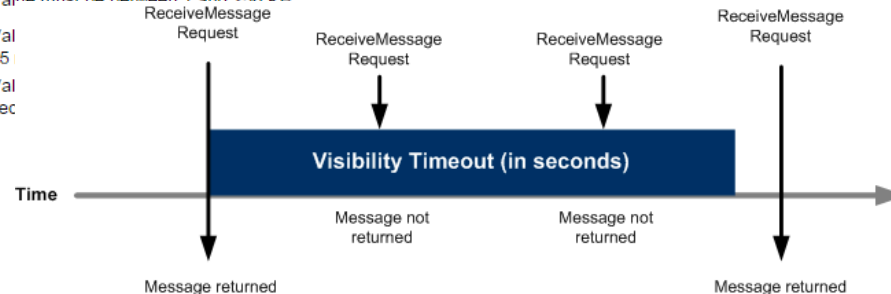 ReceiveMessage
Request
ReceiveMessage
Request
ReceiveMessage
Request
ReceiveMessage
Request
Visibility Timeout (in seconds)
Time
Message not
returned
Message not
returned
Message returned
Message returned